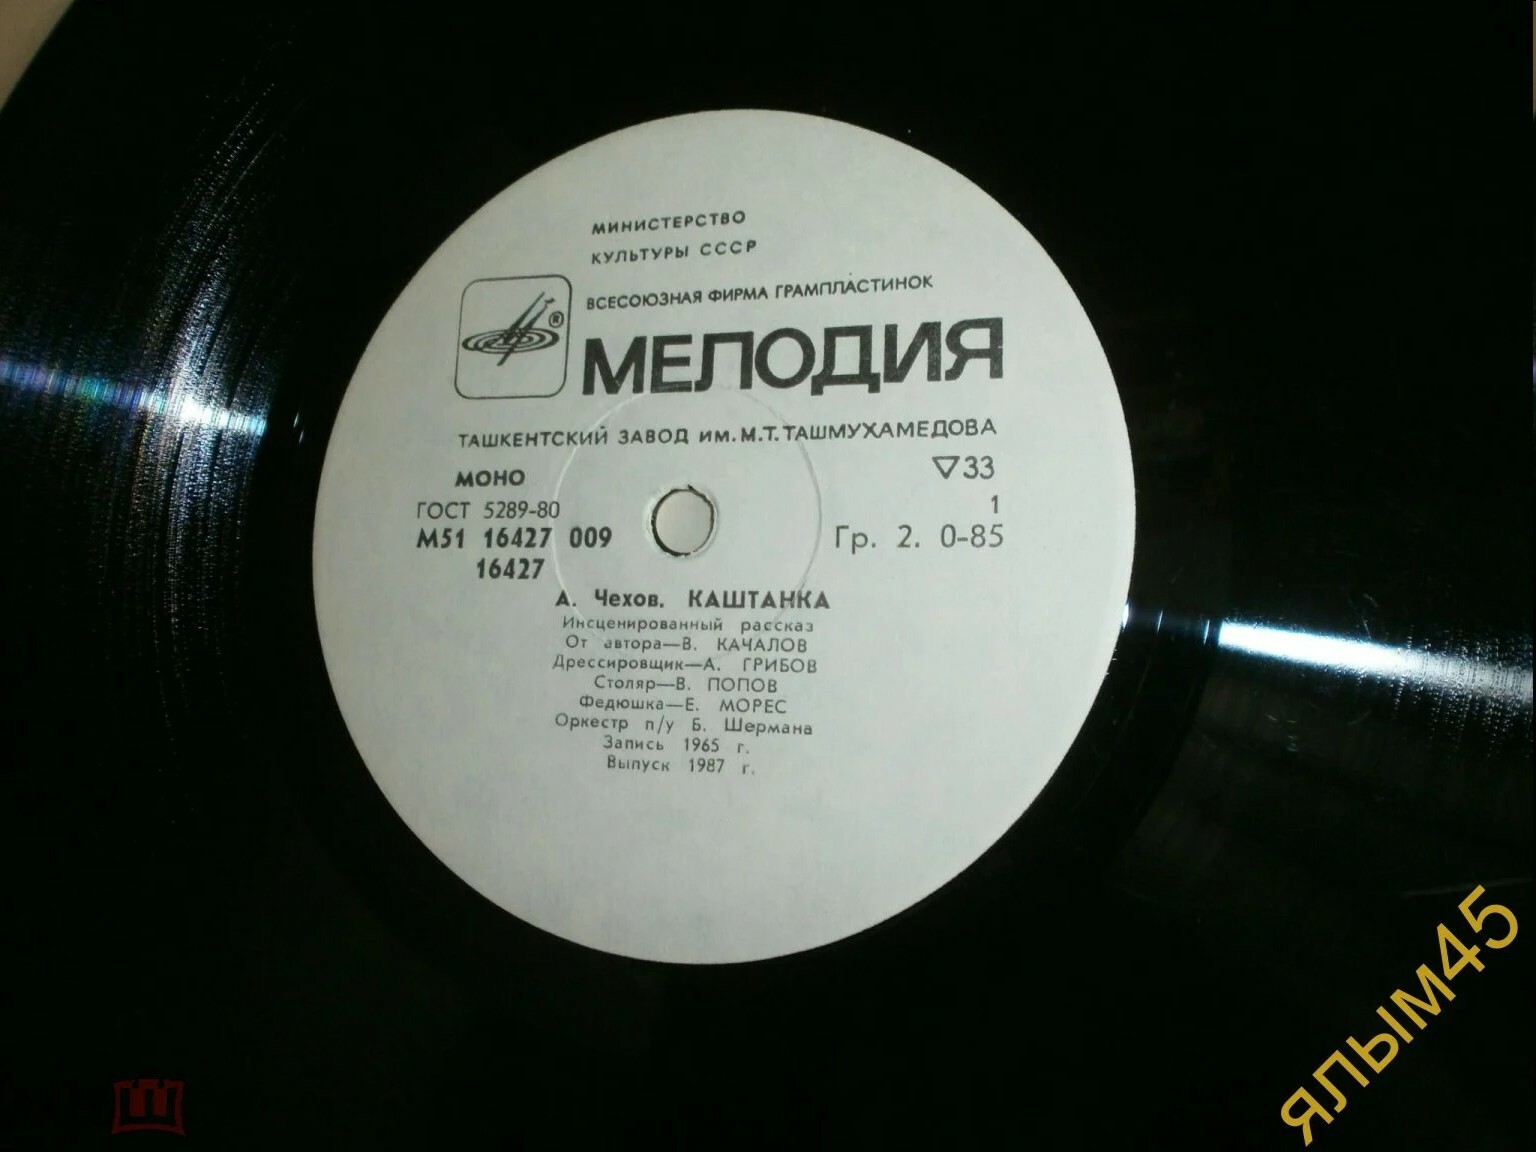 МИНИСТЕРСТВО
КУЛЬТУРЫ СССР
ВСЕСОЮЗНАЯ ФИРМА ГРАМПЛАСТИНОК
®
МЕЛОДИЯ
ТАШКЕНТСКИЙ ЗАВОД ИМ. М.Т. ТАШМУХАМЕДОВА
МОНО
▽33
ГОСТ 5289-80
1
М51 16427 009
Гр. 2. 0-85
16427
А. Чехов. КАШТАНКА
Инсценированный рассказ
От автора—В. КАЧАЛОВ
Дрессировщик—А. ГРИБОВ
Столяр—В. ПОПОВ
Федюшка—Е. МОРЕС
Оркестр п/у Б. Шермана
Запись 1965 г.
Выпуск 1987 г.
ялым45